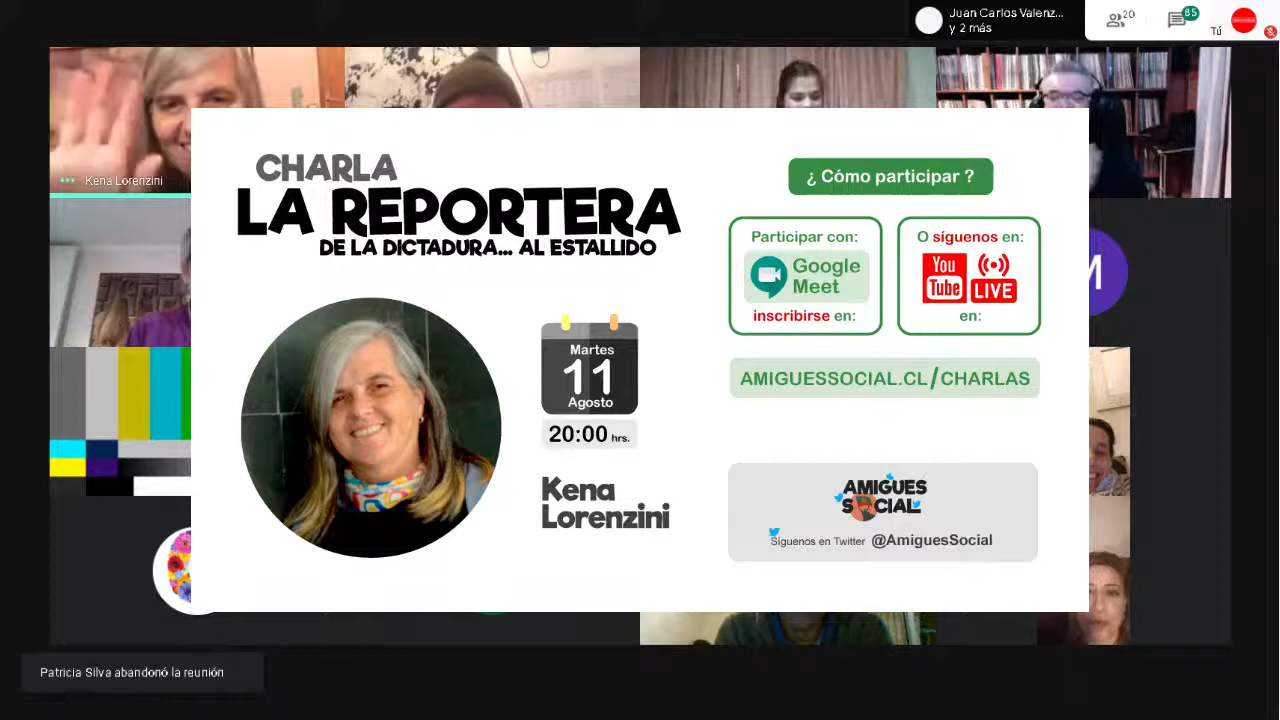 Juan Carlos Valenz...
y 2 más
20
85
Tú
Kena Lorenzini
CHARLA
LA REPORTERA
DE LA DICTADURA... AL ESTALLIDO
Martes
11
Agosto
20:00 hrs.
Kena
Lorenzini
¿ Cómo participar ?
Participar con:
Google
Meet
inscribirse en:
O síguenos en:
You
Tube
LIVE
en:
AMIGUESSOCIAL.CL/CHARLAS
AMIGUES
SOCIAL
Síguenos en Twitter @AmiguesSocial
M
Patricia Silva abandonó la reunión